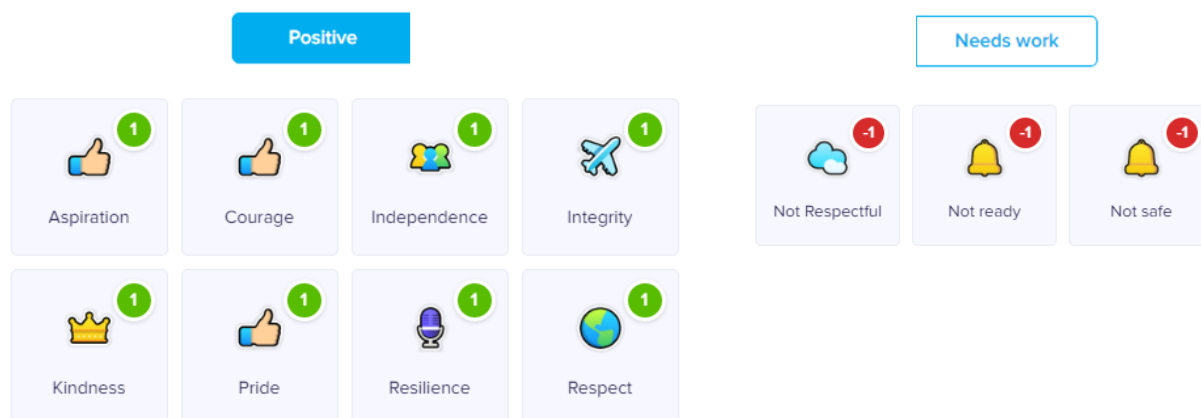 Positive
1
Aspiration
1
Courage
1
Independence
1
Integrity
1
Kindness
1
Pride
1
Resilience
1
Respect
Needs work
-1
Not Respectful
-1
Not ready
-1
Not safe